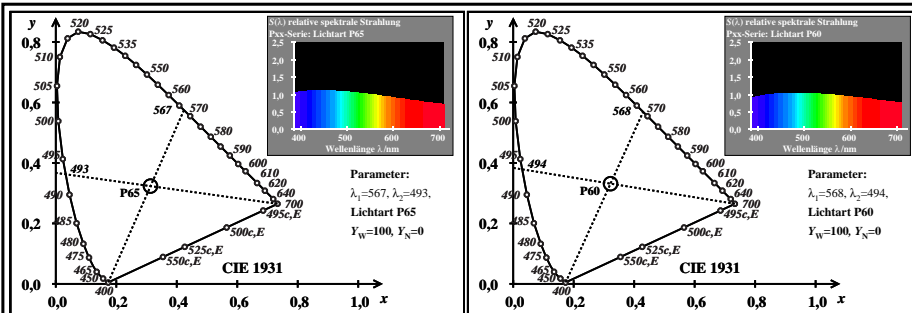 y
520
525
535
550
560
567
570
580
590
600
610
620
640
700
510
505
500
495
493
490
485
480
475
465
450
400
495c,E
500c,E
525c,E
550c,E
P65
CIE 1931
0,8
0,6
0,4
0,2
0,0
0,0 0,2 0,4 0,6 0,8 1,0
x
S(λ) relative spektrale Strahlung
Pxx-Serie: Lichtart P65
2,5
2,0
1,5
1,0
0,5
0,0
400 500 600 700
Wellenlänge λ/nm
Parameter:
λ1=567, λ2=493,
Lichtart P65
YW=100, YN=0
y
520
525
535
550
560
568
570
580
590
600
610
620
640
700
510
505
500
495
494
490
485
480
475
465
450
400
495c,E
500c,E
525c,E
550c,E
P60
CIE 1931
0,8
0,6
0,4
0,2
0,0
0,0 0,2 0,4 0,6 0,8 1,0
x
S(λ) relative spektrale Strahlung
Pxx-Serie: Lichtart P60
2,5
2,0
1,5
1,0
0,5
0,0
400 500 600 700
Wellenlänge λ/nm
Parameter:
λ1=568, λ2=494,
Lichtart P60
YW=100, YN=0